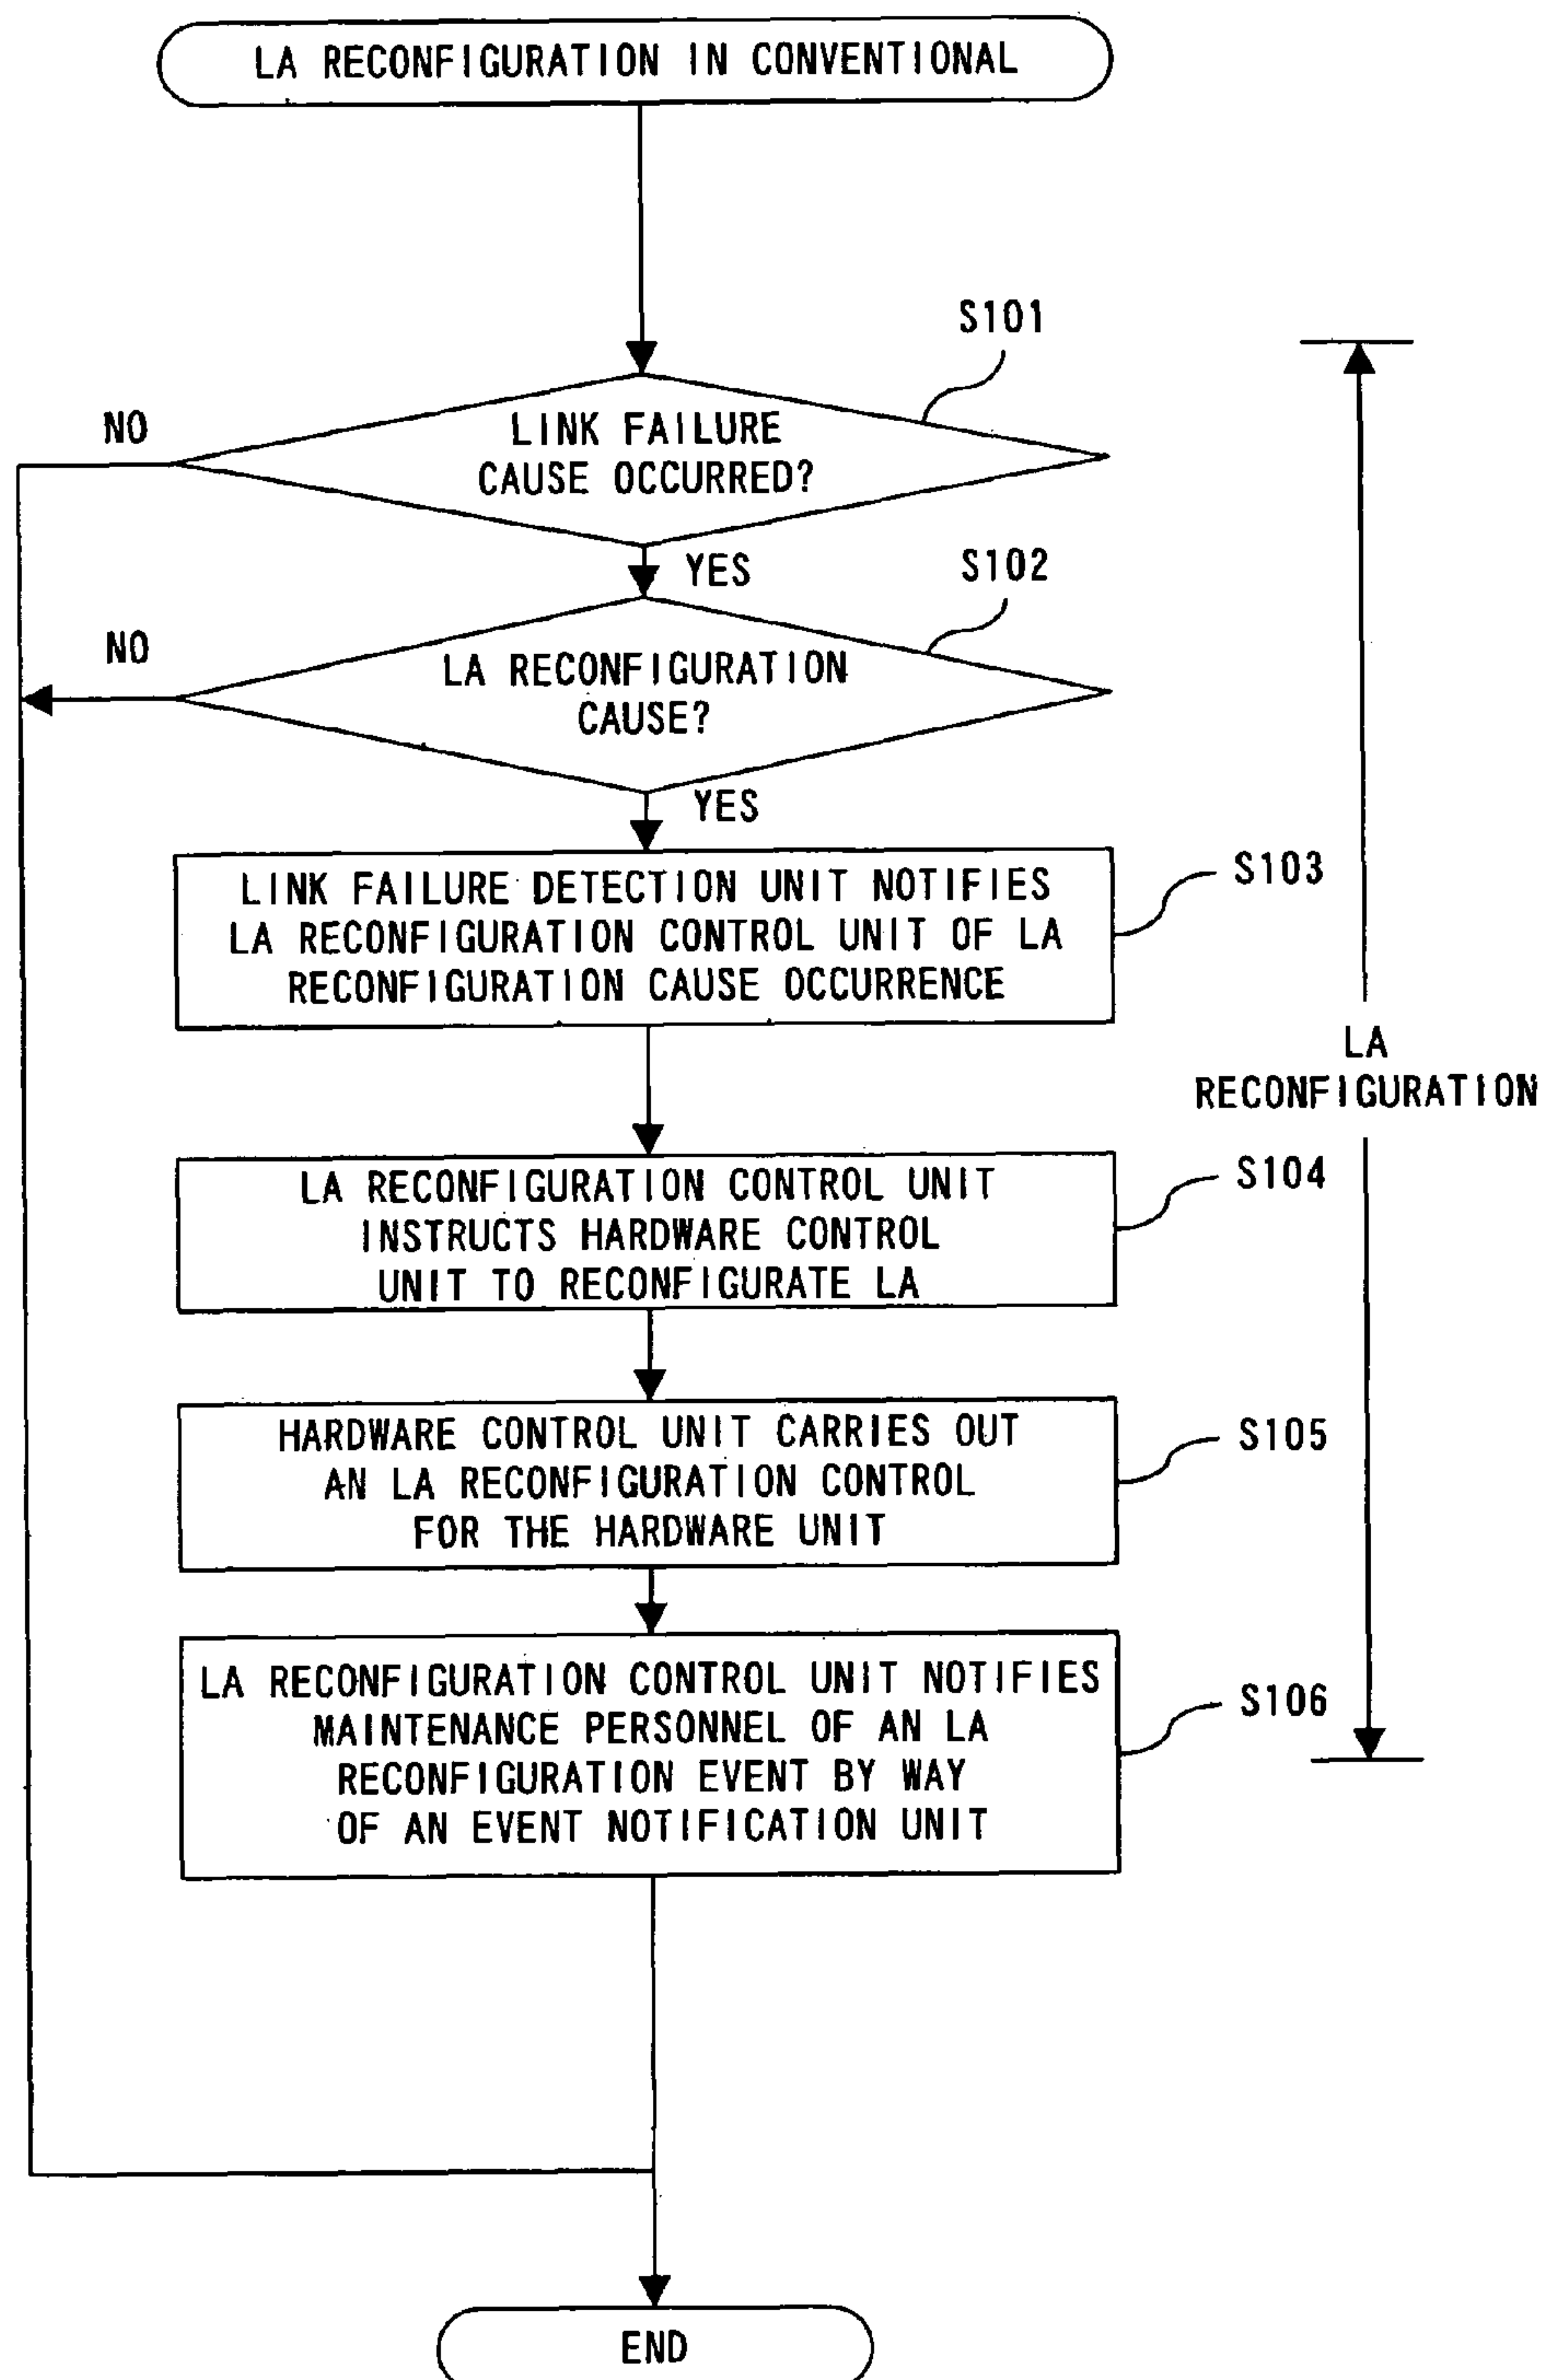 LA RECONFIGURATION IN CONVENTIONAL
S101
NO
LINK FAILURE
CAUSE OCCURRED?
YES
S102
NO
LA RECONFIGURATION
CAUSE?
YES
LINK FAILURE DETECTION UNIT NOTIFIES
LA RECONFIGURATION CONTROL UNIT OF LA
RECONFIGURATION CAUSE OCCURRENCE
S103
LA
RECONFIGURATION
LA RECONFIGURATION CONTROL UNIT
INSTRUCTS HARDWARE CONTROL
UNIT TO RECONFIGURATE LA
S104
HARDWARE CONTROL UNIT CARRIES OUT
AN LA RECONFIGURATION CONTROL
FOR THE HARDWARE UNIT
S105
LA RECONFIGURATION CONTROL UNIT NOTIFIES
MAINTENANCE PERSONNEL OF AN LA
RECONFIGURATION EVENT BY WAY
OF AN EVENT NOTIFICATION UNIT
S106
END